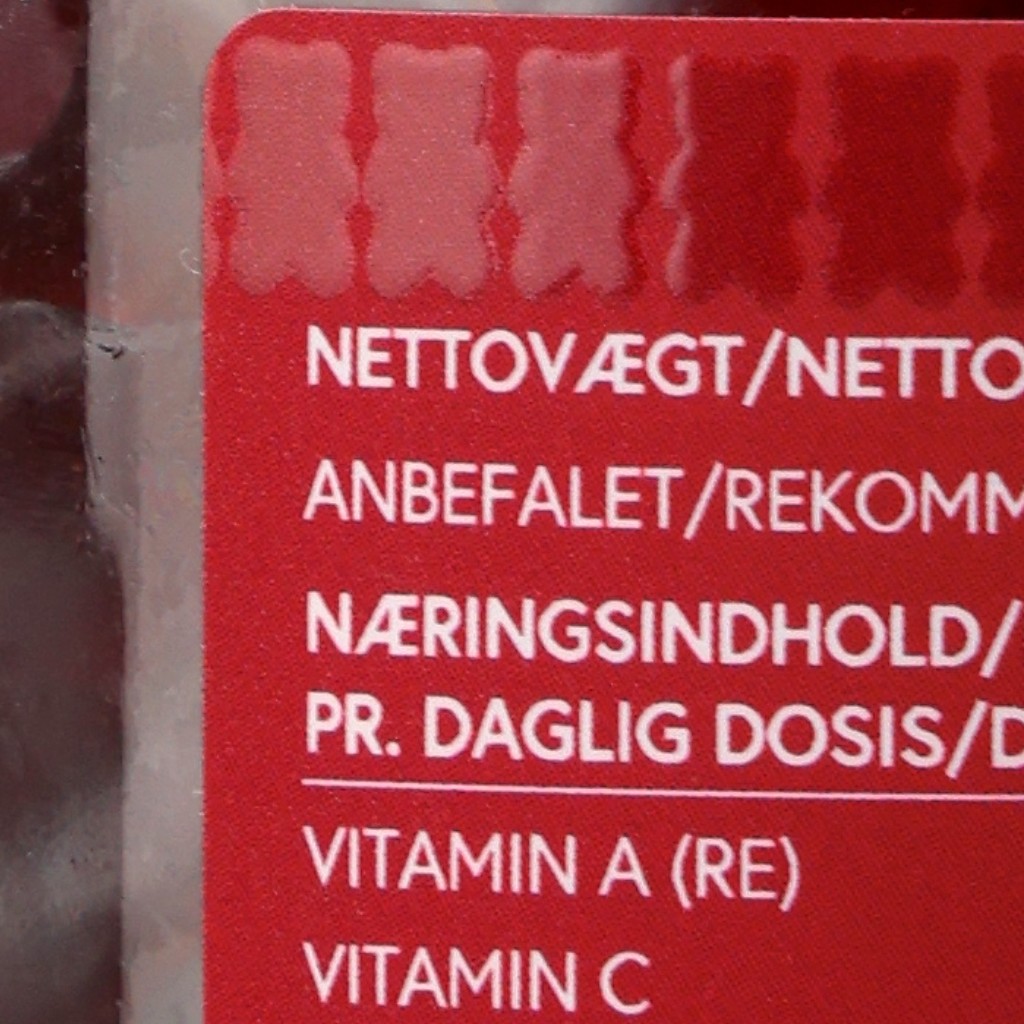 NETTOVÆGT/NETTO
ANBEFALET/REKOMM
NÆRINGSINDHOLD/
PR. DAGLIG DOSIS/D
VITAMIN A (RE)
VITAMIN C